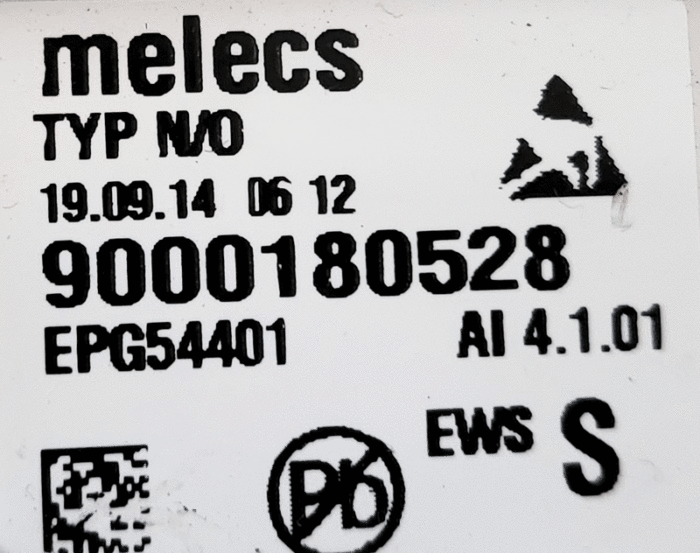 melecs
TYP N/O
19.09.14 06 12
9000180528
EPG54401 AI 4.1.01
EWS S
Pb